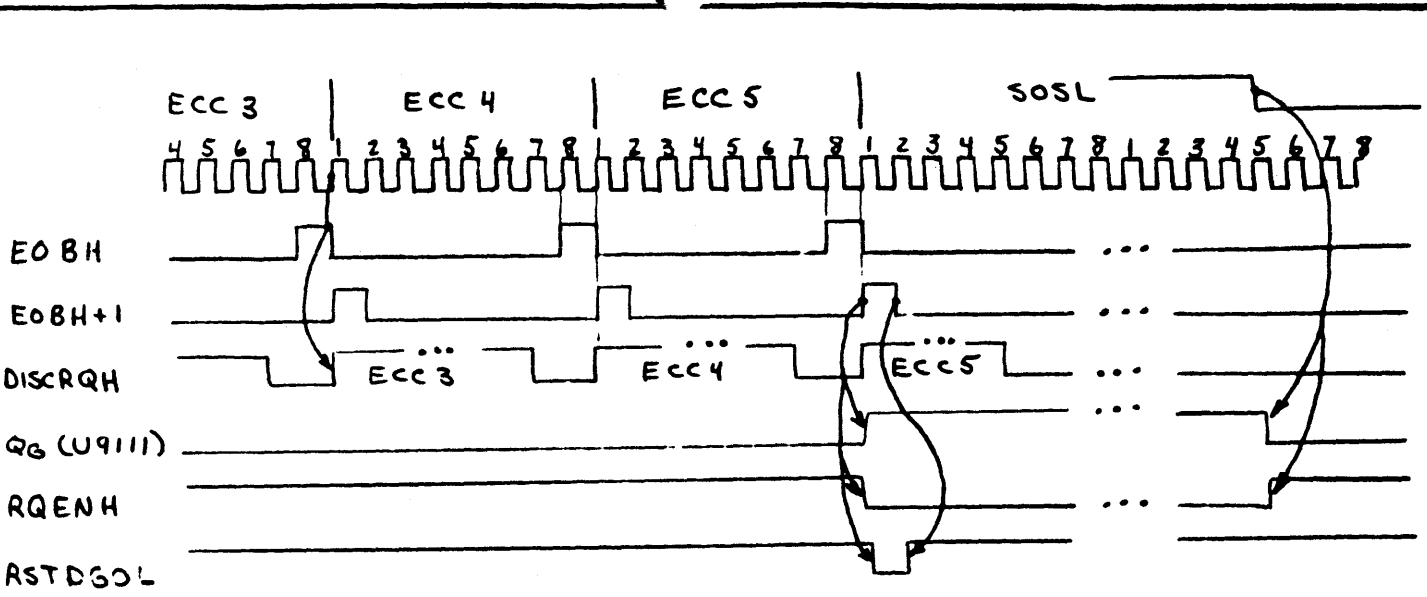 ECC 3 ECC 4 ECC 5 SOSL
4 5 6 7 8 1 2 3 4 5 6 7 8 1 2 3 4 5 6 7 8 1 2 3 4 5 6 7 8 1 2 3 4 5 6 7 8
EOBH ...
EOBH+1 ...
DISCRQH ... ECC 3 ... ECC 4 ... ECC 5 ...
QG (U9111) ...
RQENH ...